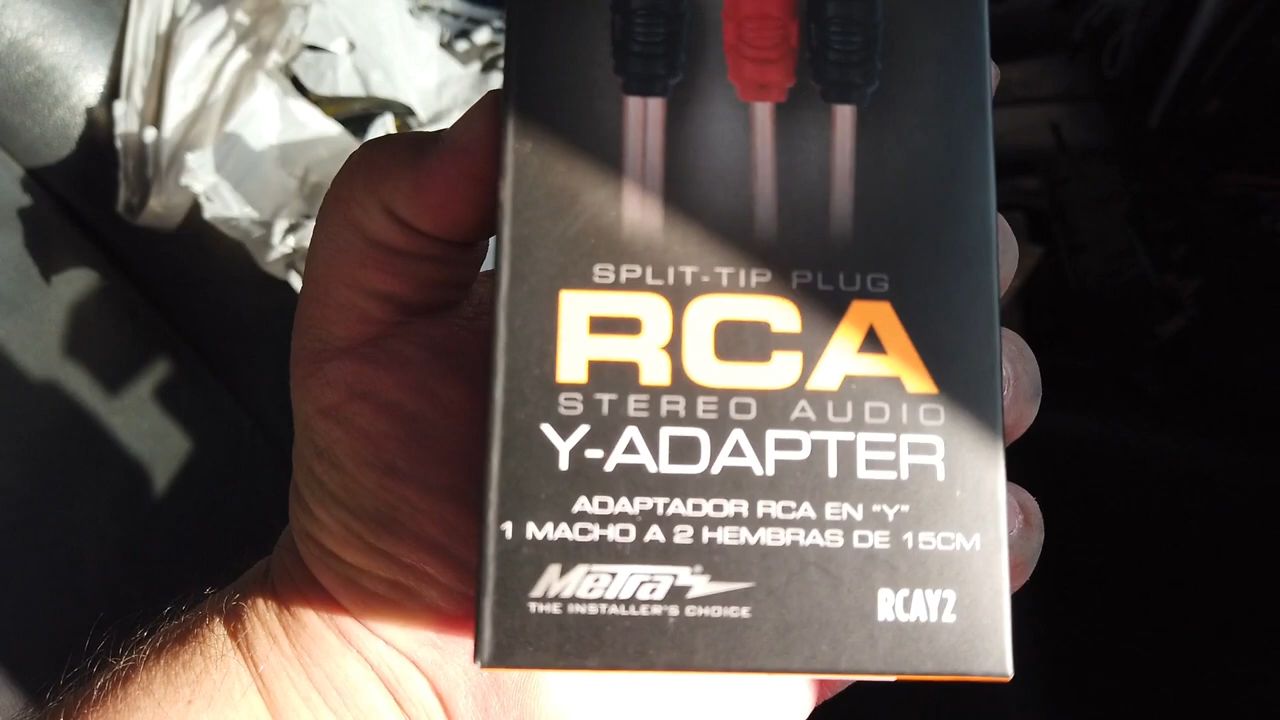 SPLIT-TIP PLUG
RCA
STEREO AUDIO
Y-ADAPTER
ADAPTADOR RCA EN "Y"
1 MACHO A 2 HEMBRAS DE 15CM
Metra®
THE INSTALLER'S CHOICE
RCAY2